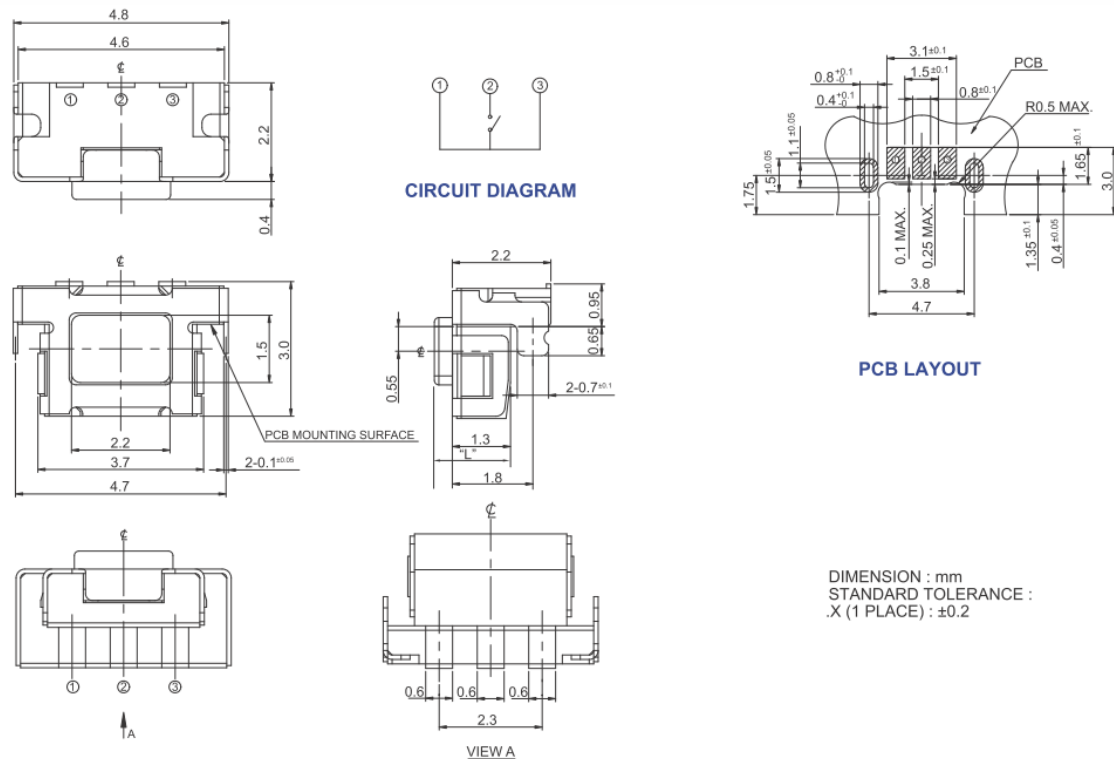 4.8
4.6
℄
① ② ③
2.2
0.4
① ② ③
CIRCUIT DIAGRAM
3.1±0.1
1.5±0.1
PCB
0.8+0.1-0
0.8±0.1
0.4+0.1-0
R0.5 MAX.
1.1±0.05
1.5±0.05
1.75
1.65±0.1
3.0
0.1 MAX.
0.25 MAX.
1.35±0.1
0.4±0.05
3.8
4.7
PCB LAYOUT
℄
1.5
3.0
PCB MOUNTING SURFACE
2.2
3.7
2-0.1±0.05
4.7
2.2
0.95
0.65
℄
0.55
2-0.7±0.1
1.3
"L"
1.8
℄
① ② ③
A
℄
0.6 0.6 0.6
2.3
VIEW A
DIMENSION : mm
STANDARD TOLERANCE :
.X (1 PLACE) : ±0.2